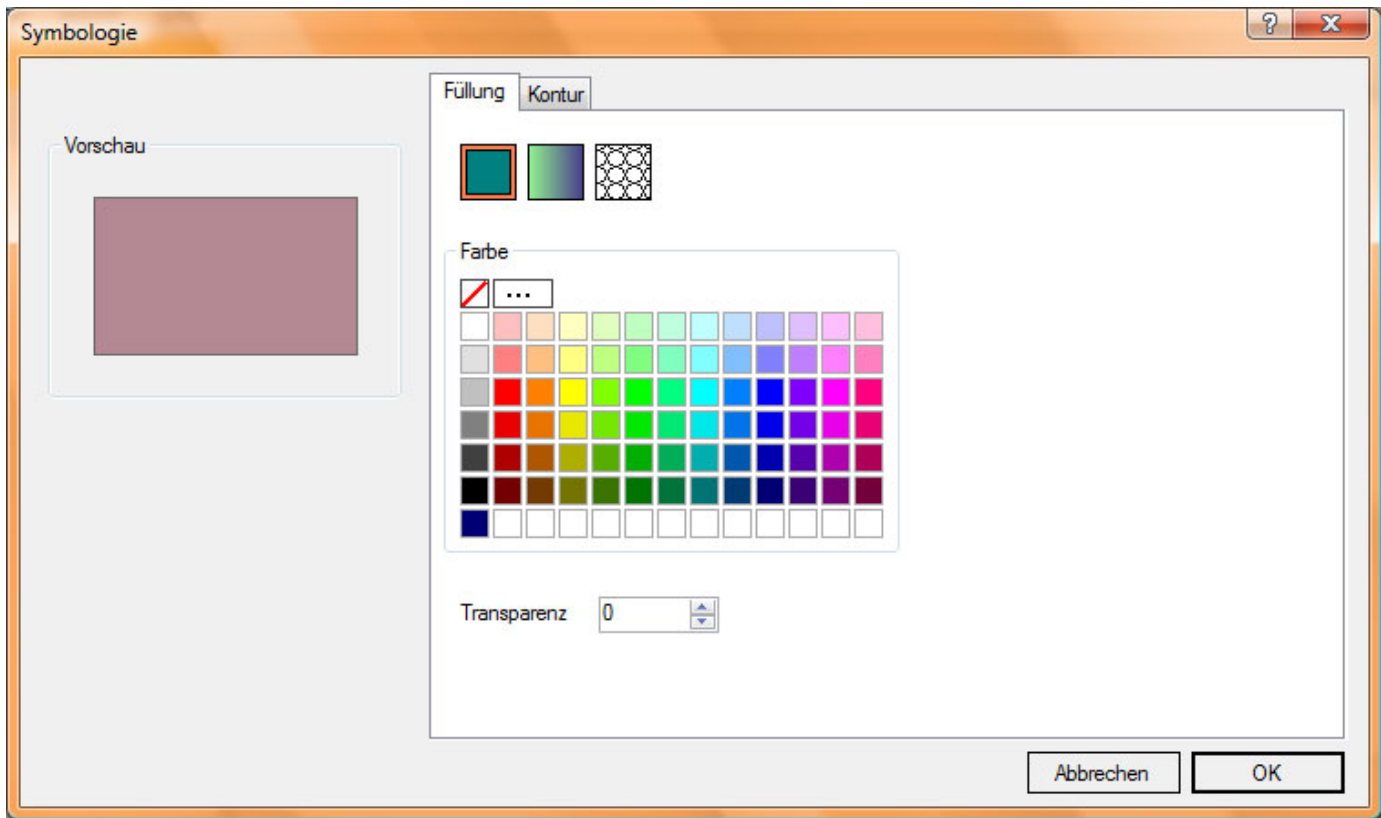 Symbologie
Füllung Kontur
Vorschau
Farbe
...
Transparenz 0
Abbrechen OK